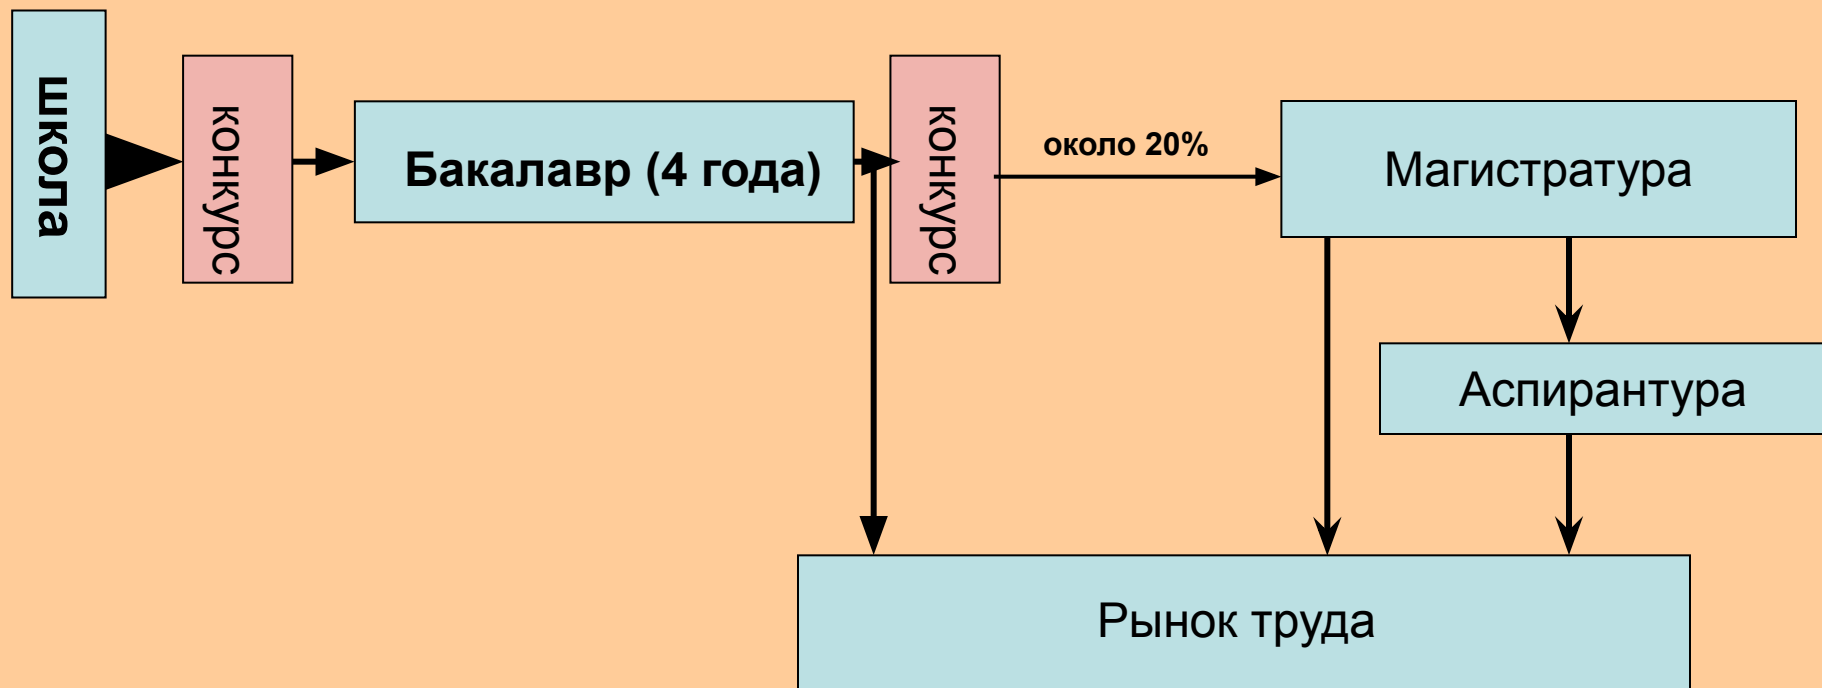 школа
конкурс
Бакалавр (4 года)
конкурс
около 20%
Магистратура
Аспирантура
Рынок труда